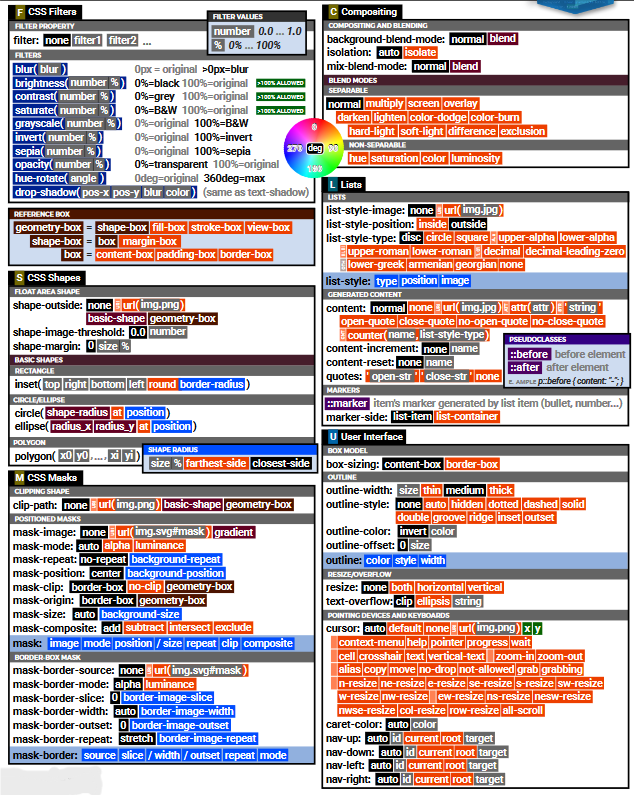 F CSS Filters
FILTER PROPERTY
filter: none filter1 filter2 ...
FILTER VALUES
number 0.0 ... 1.0
% 0% ... 100%
FILTERS
blur( blur ) 0px = original >0px=blur
brightness( number % ) 0%=black 100%=original >100% ALLOWED
contrast( number % ) 0%=grey 100%=original >100% ALLOWED
saturate( number % ) 0%=B&W 100%=original >100% ALLOWED
grayscale( number % ) 0%=original 100%=B&W
invert( number % ) 0%=original 100%=invert
sepia( number % ) 0%=original 100%=sepia
opacity( number % ) 0%=transparent 100%=original
hue-rotate( angle ) 0deg=original 360deg=max
drop-shadow( pos-x pos-y blur color ) (same as text-shadow)
0
270 deg 90
180
REFERENCE BOX
geometry-box = shape-box fill-box stroke-box view-box
shape-box = box margin-box
box = content-box padding-box border-box
S CSS Shapes
FLOAT AREA SHAPE
shape-outside: none url( img.png )
basic-shape geometry-box
shape-image-threshold: 0.0 number
shape-margin: 0 size %
BASIC SHAPES
RECTANGLE
inset( top right bottom left round border-radius )
CIRCLE/ELLIPSE
circle( shape-radius at position )
ellipse( radius_x radius_y at position )
POLYGON
polygon( x0 y0 ,..., xi yi )
SHAPE RADIUS
size % farthest-side closest-side
M CSS Masks
CLIPPING SHAPE
clip-path: none url( img.png ) basic-shape geometry-box
POSITIONED MASKS
mask-image: none url( img.svg#mask ) gradient
mask-mode: auto alpha luminance
mask-repeat: no-repeat background-repeat
mask-position: center background-position
mask-clip: border-box no-clip geometry-box
mask-origin: border-box geometry-box
mask-size: auto background-size
mask-composite: add subtract intersect exclude
mask: image mode position / size repeat clip composite
BORDER-BOX MASK
mask-border-source: none url( img.svg#mask )
mask-border-mode: alpha luminance
mask-border-slice: 0 border-image-slice
mask-border-width: auto border-image-width
mask-border-outset: 0 border-image-outset
mask-border-repeat: stretch border-image-repeat
mask-border: source slice / width / outset repeat mode
C Compositing
COMPOSITING AND BLENDING
background-blend-mode: normal blend
isolation: auto isolate
mix-blend-mode: normal blend
BLEND MODES
SEPARABLE
normal multiply screen overlay
darken lighten color-dodge color-burn
hard-light soft-light difference exclusion
NON-SEPARABLE
hue saturation color luminosity
L Lists
LISTS
list-style-image: none url( img.jpg )
list-style-position: inside outside
list-style-type: disc circle square upper-alpha lower-alpha
upper-roman lower-roman decimal decimal-leading-zero
lower-greek armenian georgian none
list-style: type position image
GENERATED CONTENT
content: normal none url( img.jpg ) attr( attr ) ' string '
open-quote close-quote no-open-quote no-close-quote
counter( name, list-style-type )
content-increment: none name
content-reset: none name
quotes: ' open-str ' ' close-str ' none
PSEUDOCLASSES
::before before element
::after after element
E. AMPLE p::before { content: "-"; }
MARKERS
::marker item's marker generated by list item (bullet, number...)
marker-side: list-item list-container
U User Interface
BOX MODEL
box-sizing: content-box border-box
OUTLINE
outline-width: size thin medium thick
outline-style: none auto hidden dotted dashed solid
double groove ridge inset outset
outline-color: invert color
outline-offset: 0 size
outline: color style width
RESIZE/OVERFLOW
resize: none both horizontal vertical
text-overflow: clip ellipsis string
POINTING DEVICES AND KEYBOARDS
cursor: auto default none url( img.png ) x y
context-menu help pointer progress wait
cell crosshair text vertical-text zoom-in zoom-out
alias copy move no-drop not-allowed grab grabbing
n-resize ne-resize e-resize se-resize s-resize sw-resize
w-resize nw-resize ew-resize ns-resize nesw-resize
nwse-resize col-resize row-resize all-scroll
caret-color: auto color
nav-up: auto id current root target
nav-down: auto id current root target
nav-left: auto id current root target
nav-right: auto id current root target